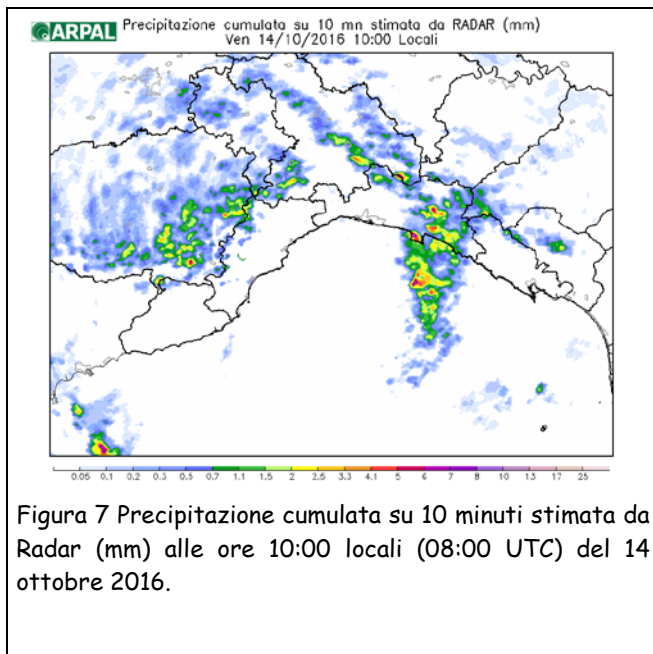 ARPAL
Precipitazione cumulata su 10 mn stimata da RADAR (mm)
Ven 14/10/2016 10:00 Locali
0.05 0.1 0.2 0.3 0.5 0.7 1.1 1.5 2 2.5 3.3 4.1 5 6 7 8 10 13 17 25
Figura 7 Precipitazione cumulata su 10 minuti stimata da
Radar (mm) alle ore 10:00 locali (08:00 UTC) del 14
ottobre 2016.